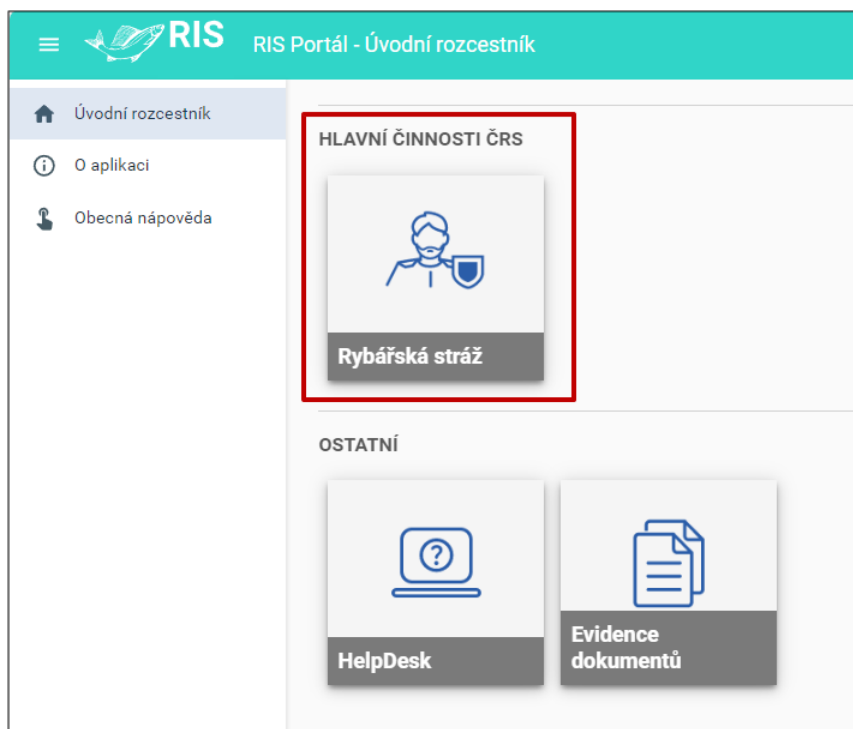 RIS
RIS Portál - Úvodní rozcestník
Úvodní rozcestník
O aplikaci
Obecná nápověda
HLAVNÍ ČINNOSTI ČRS
Rybářská stráž
OSTATNÍ
?
HelpDesk
Evidence
dokumentů